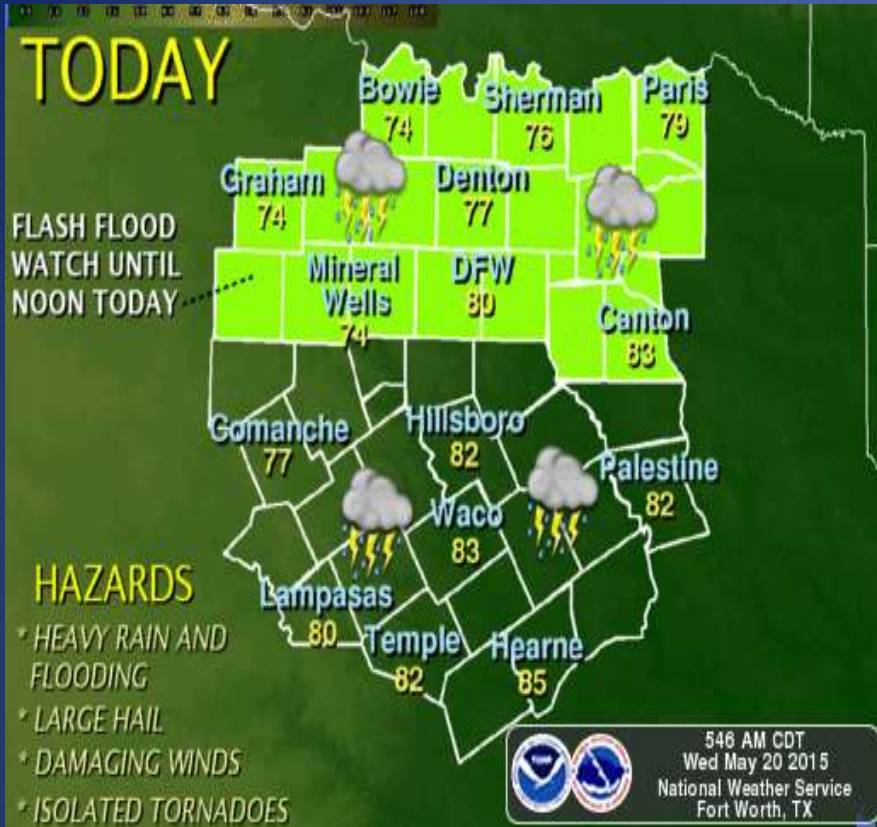 TODAY
Bowie
74
Sherman
76
Paris
79
Graham
74
Denton
77
FLASH FLOOD
WATCH UNTIL
NOON TODAY
Mineral
Wells
74
DFW
80
Canton
83
Comanche
77
Hillsboro
82
Palestine
82
Waco
83
HAZARDS
Lampasas
80
Temple
82
Hearne
85
* HEAVY RAIN AND
FLOODING
* LARGE HAIL
* DAMAGING WINDS
* ISOLATED TORNADOES
546 AM CDT
Wed May 20 2015
National Weather Service
Fort Worth, TX